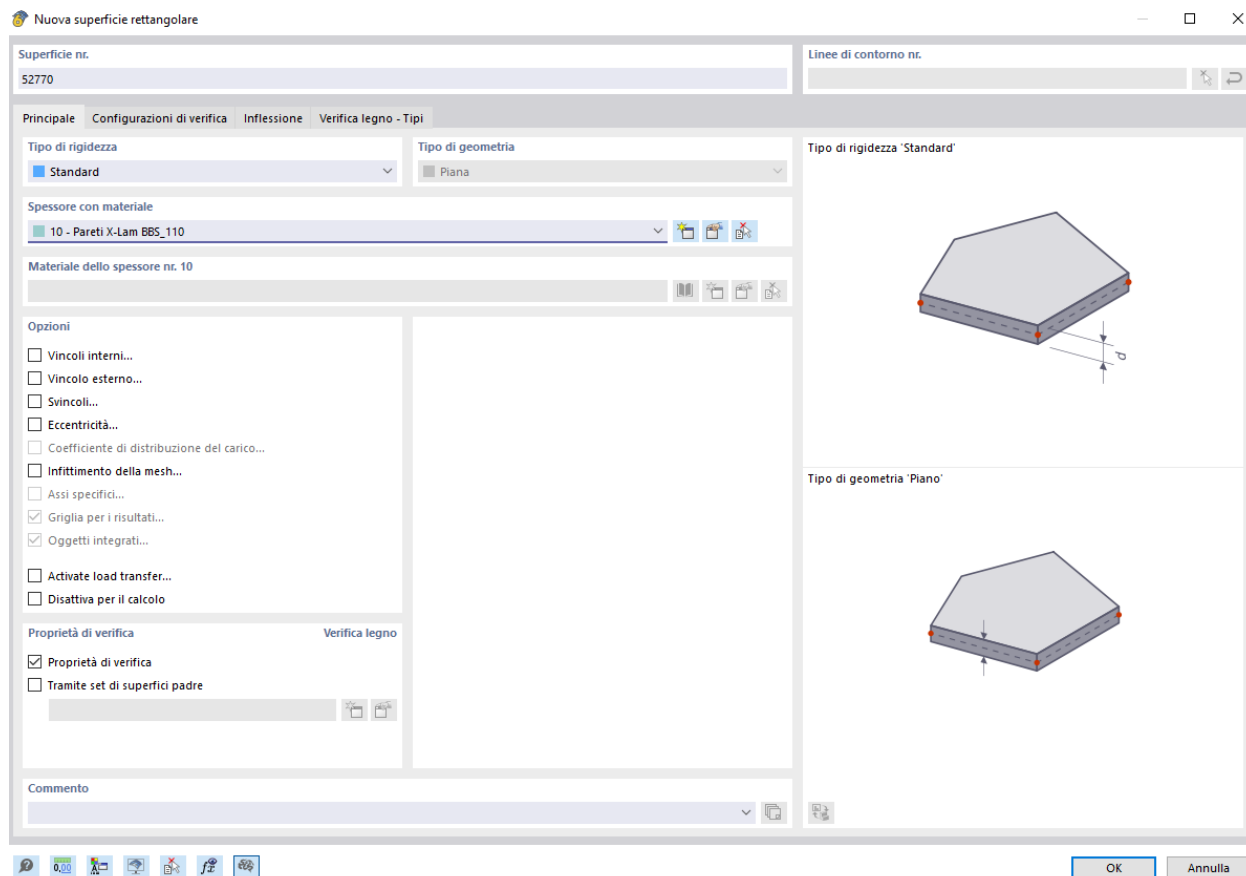 Nuova superficie rettangolare
Superficie nr.
52770
Linee di contorno nr.
Principale Configurazioni di verifica Inflessione Verifica legno - Tipi
Tipo di rigidezza
Standard
Tipo di geometria
Piana
Spessore con materiale
10 - Pareti X-Lam BBS_110
Materiale dello spessore nr. 10
Opzioni
Vincoli interni...
Vincolo esterno...
Svincoli...
Eccentricità...
Coefficiente di distribuzione del carico...
Infittimento della mesh...
Assi specifici...
Griglia per i risultati...
Oggetti integrati...
Activate load transfer...
Disattiva per il calcolo
Proprietà di verifica Verifica legno
Proprietà di verifica
Tramite set di superfici padre
Commento
Tipo di rigidezza 'Standard'
d
Tipo di geometria 'Piano'
0,00
OK Annulla